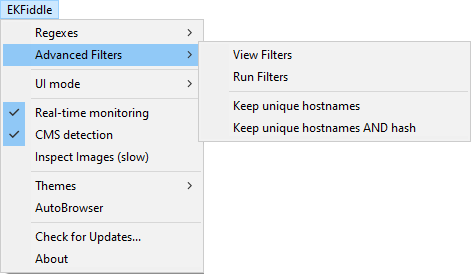 EKFiddle
Regexes
Advanced Filters
UI mode
Real-time monitoring
CMS detection
Inspect Images (slow)
Themes
AutoBrowser
Check for Updates...
About
View Filters
Run Filters
Keep unique hostnames
Keep unique hostnames AND hash